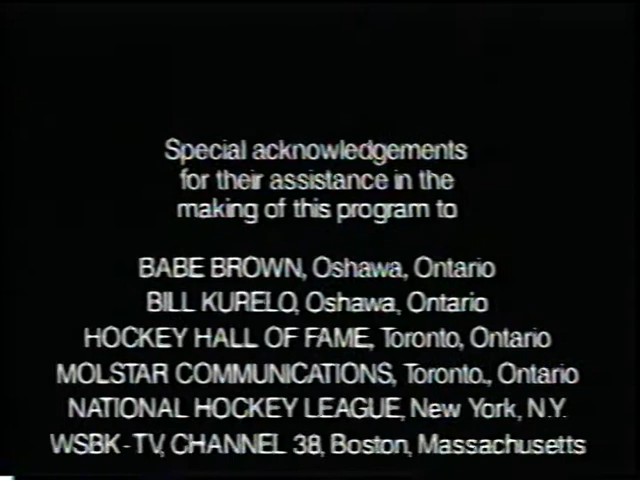 Special acknowledgements
for their assistance in the
making of this program to
BABE BROWN, Oshawa, Ontario
BILL KURELO, Oshawa, Ontario
HOCKEY HALL OF FAME, Toronto, Ontario
MOLSTAR COMMUNICATIONS, Toronto., Ontario
NATIONAL HOCKEY LEAGUE, New York, N.Y.
WSBK-TV, CHANNEL 38, Boston, Massachusetts